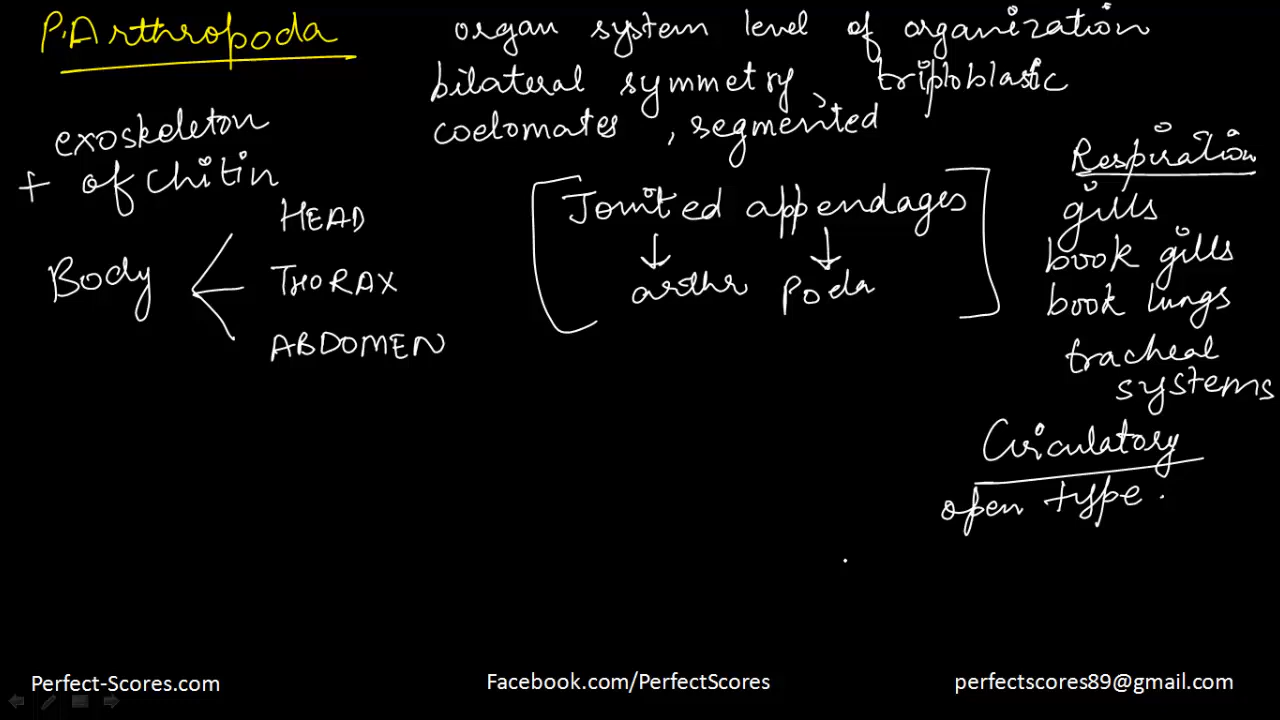 P.Arthropoda
organ system level of organization
bilateral symmetry, triploblastic
coelomates, segmented
exoskeleton
+ of chitin
Body
HEAD
THORAX
ABDOMEN
Jointed appendages
arthr poda
Respiration
gills
book gills
book lungs
tracheal
systems
Circulatory
open type.
Perfect-Scores.com
Facebook.com/PerfectScores
perfectscores89@gmail.com